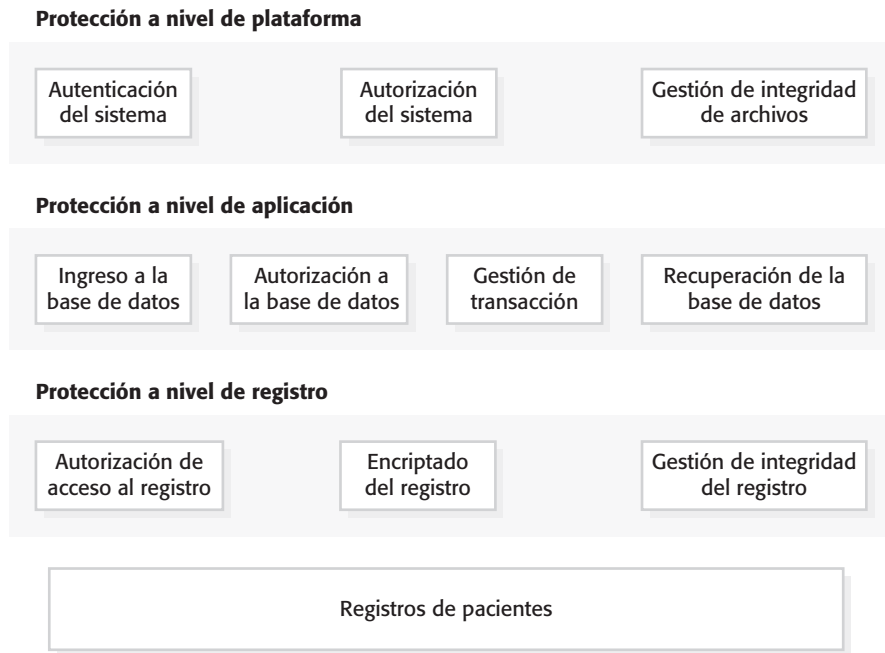 Protección a nivel de plataforma
Autenticación
del sistema
Autorización
del sistema
Gestión de integridad
de archivos
Protección a nivel de aplicación
Ingreso a la
base de datos
Autorización a
la base de datos
Gestión de
transacción
Recuperación de la
base de datos
Protección a nivel de registro
Autorización de
acceso al registro
Encriptado
del registro
Gestión de integridad
del registro
Registros de pacientes